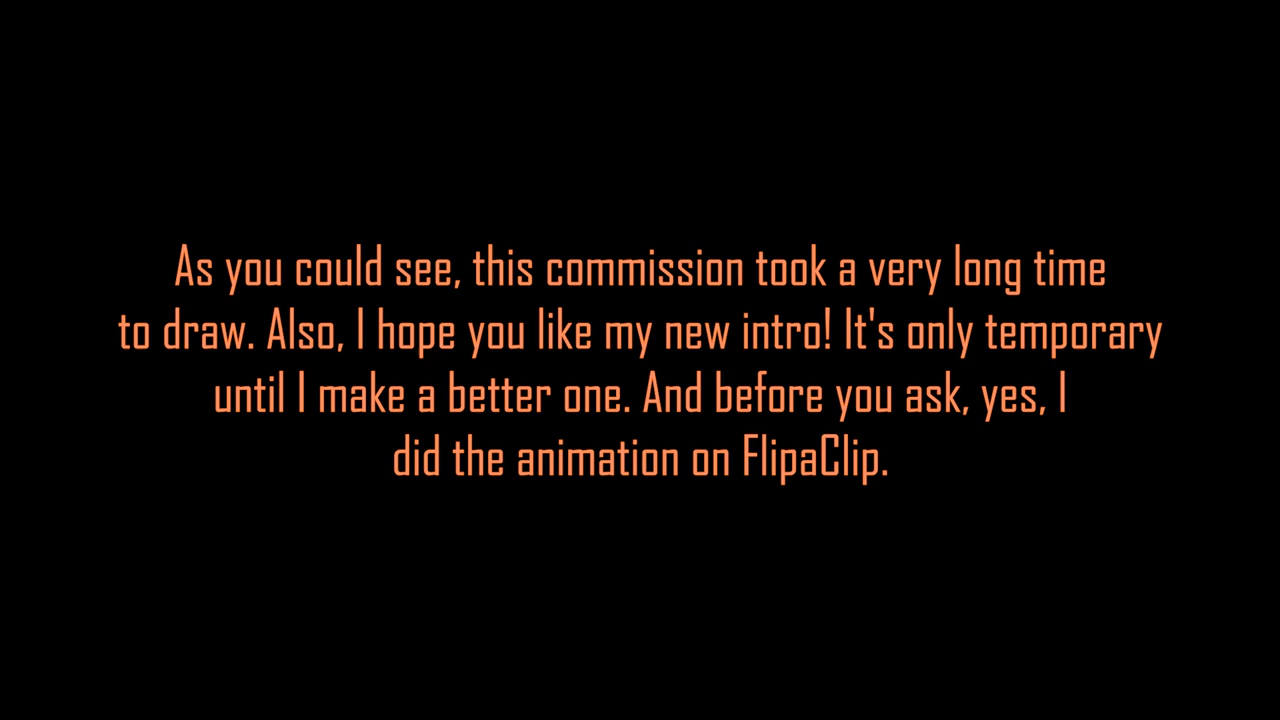 As you could see, this commission took a very long time
to draw. Also, I hope you like my new intro! It's only temporary
until I make a better one. And before you ask, yes, I
did the animation on FlipaClip.